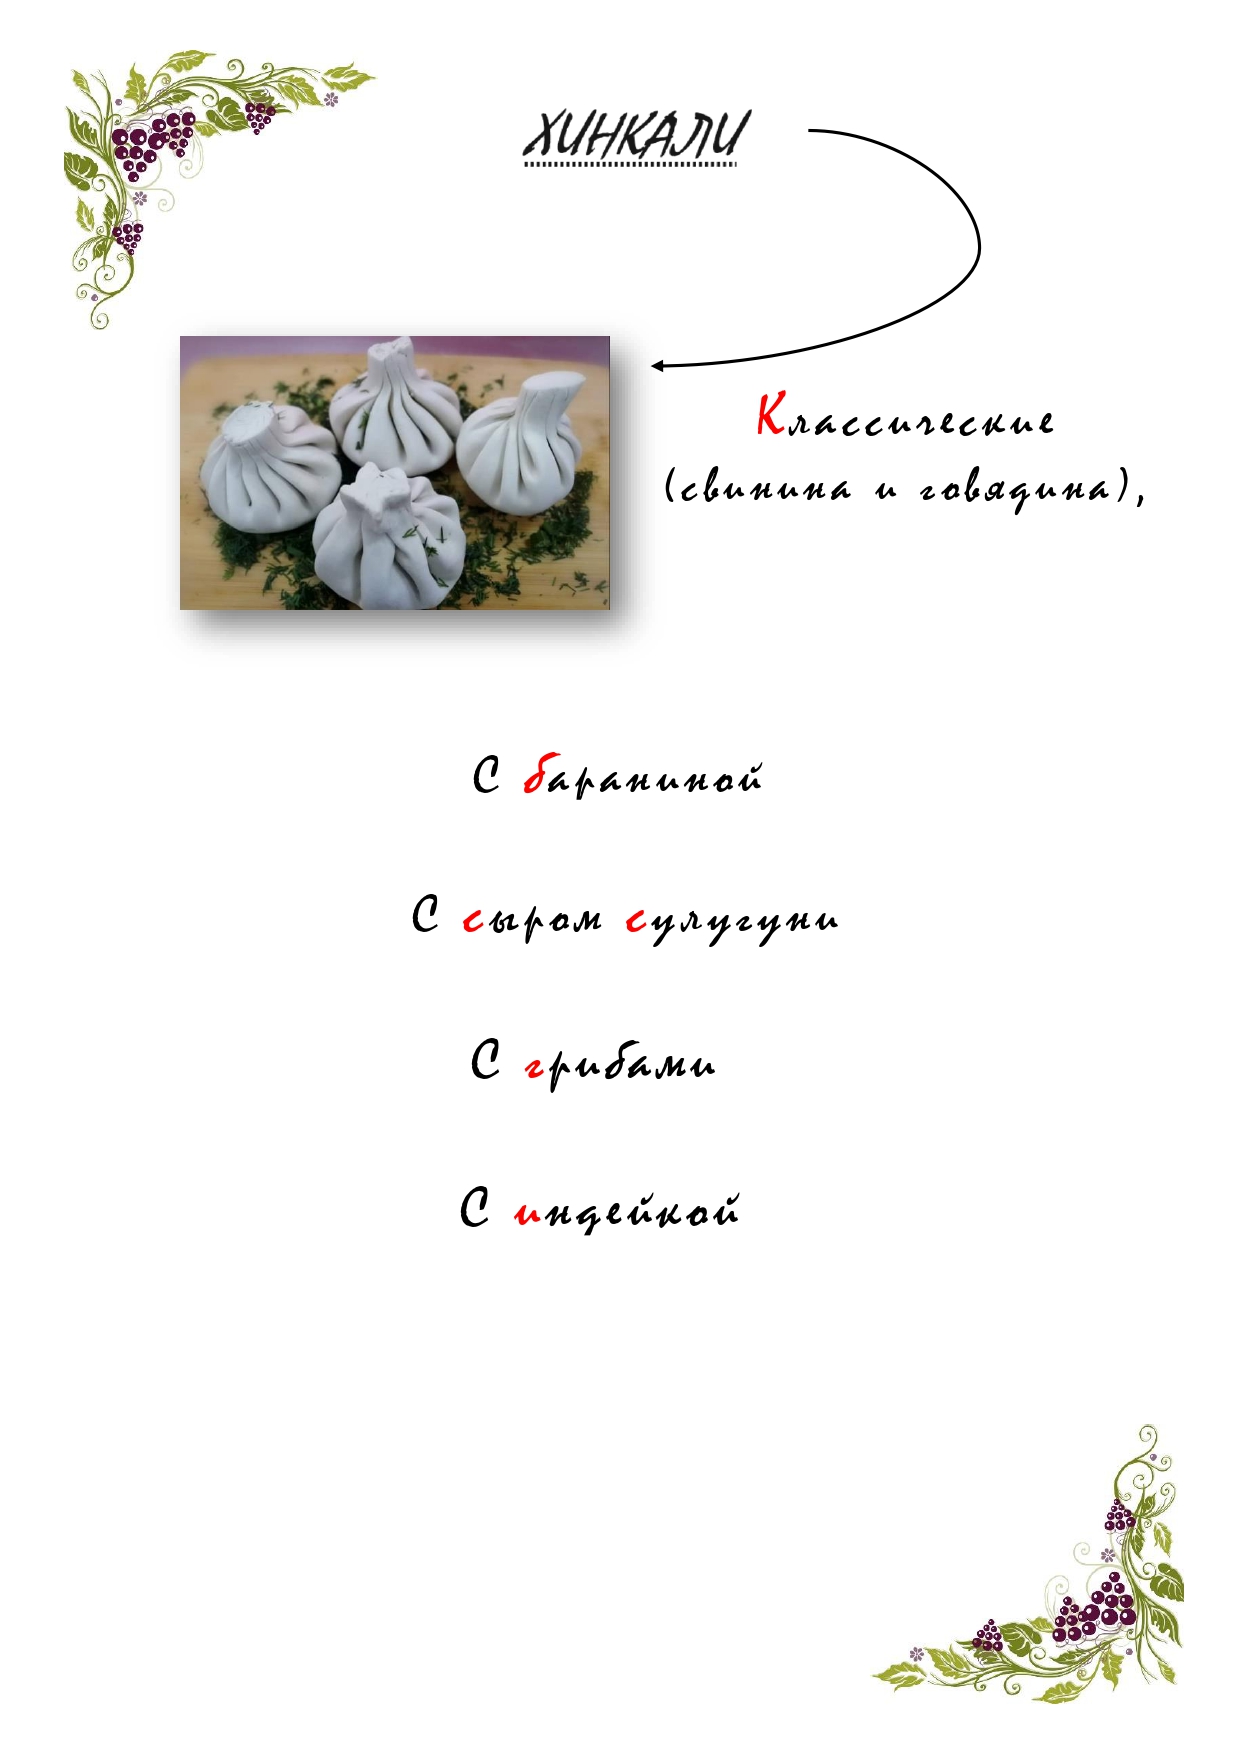 ХИНКАЛИ
Классические
(свинина и говядина),
С бараниной
С сыром сулугуни
С грибами
С индейкой